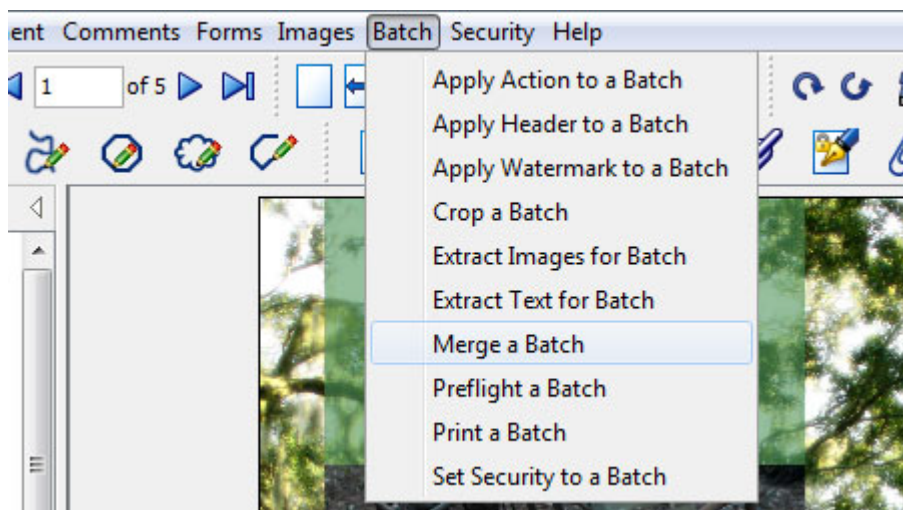 ent Comments Forms Images Batch Security Help
1 of 5
Apply Action to a Batch
Apply Header to a Batch
Apply Watermark to a Batch
Crop a Batch
Extract Images for Batch
Extract Text for Batch
Merge a Batch
Preflight a Batch
Print a Batch
Set Security to a Batch